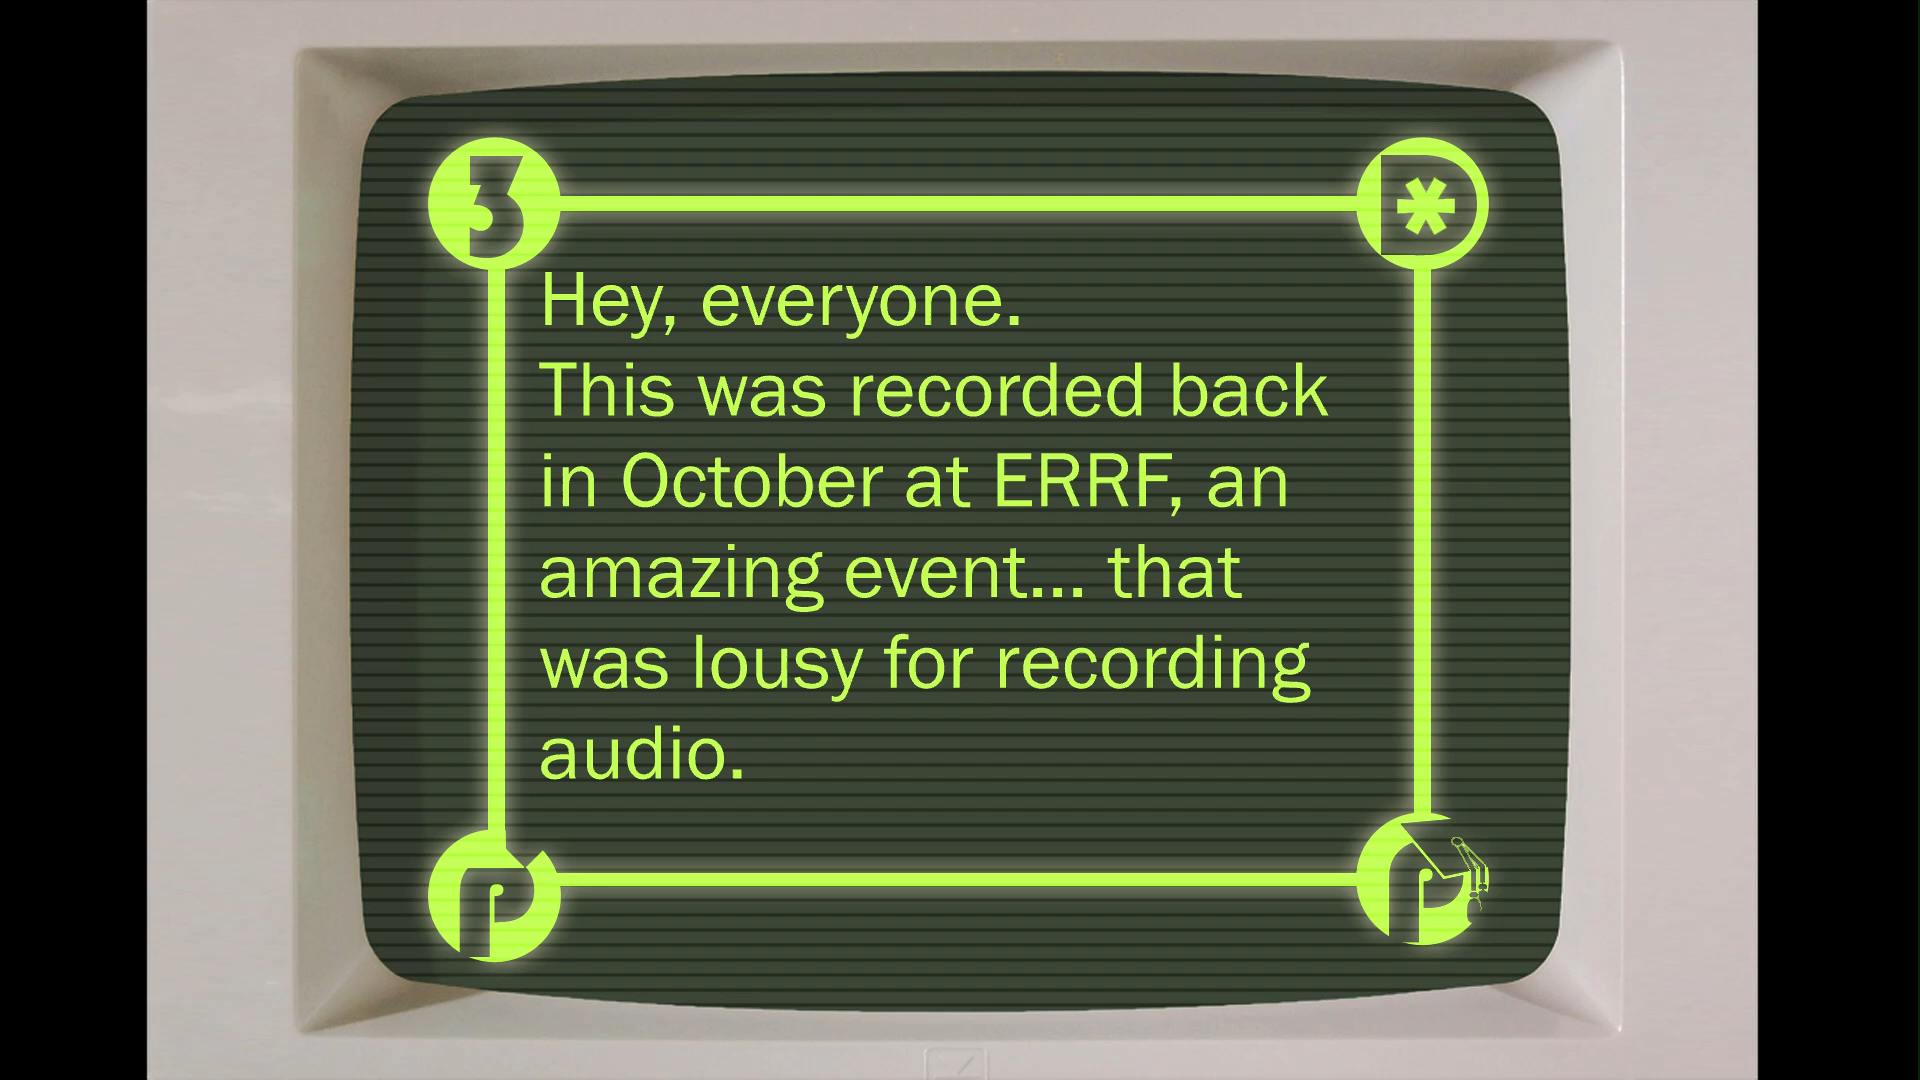 3 D*
Hey, everyone.
This was recorded back
in October at ERRF, an
amazing event... that
was lousy for recording
audio.
P P